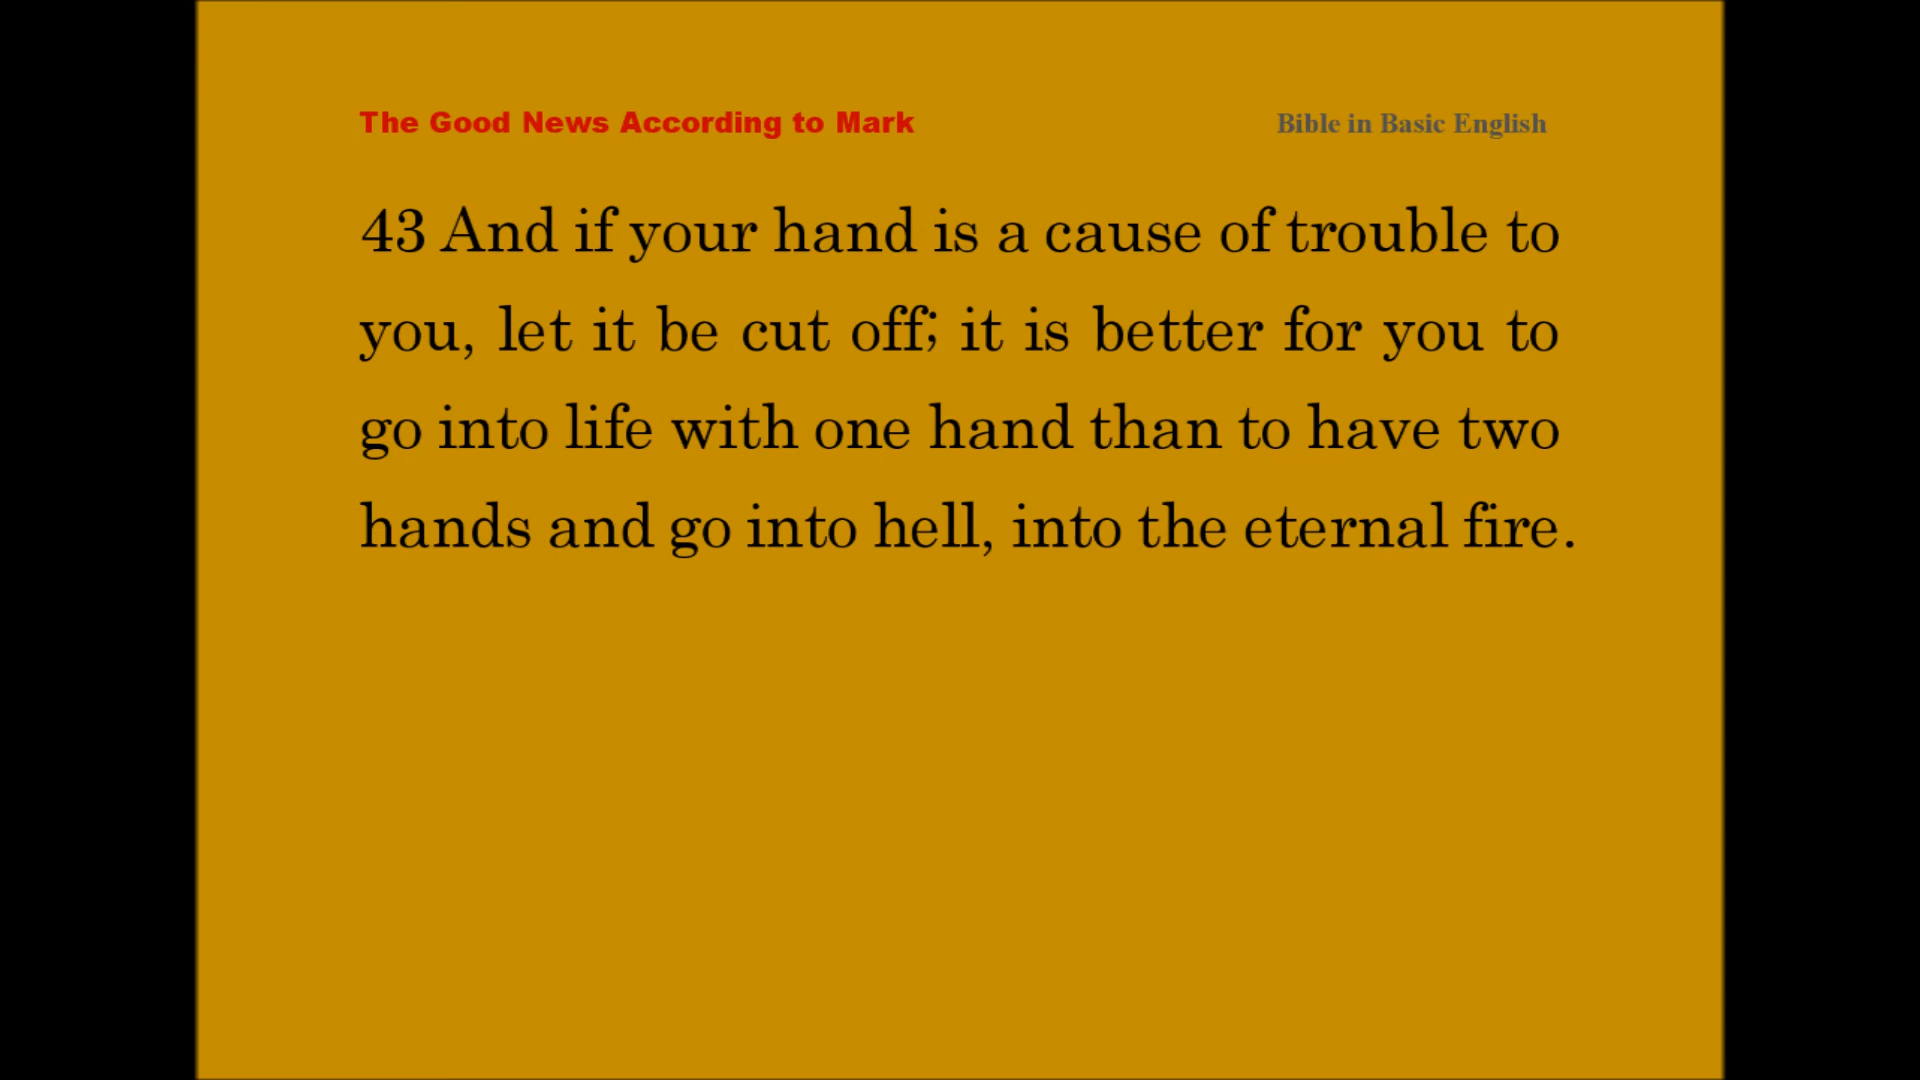 The Good News According to Mark
Bible in Basic English
43 And if your hand is a cause of trouble to
you, let it be cut off; it is better for you to
go into life with one hand than to have two
hands and go into hell, into the eternal fire.